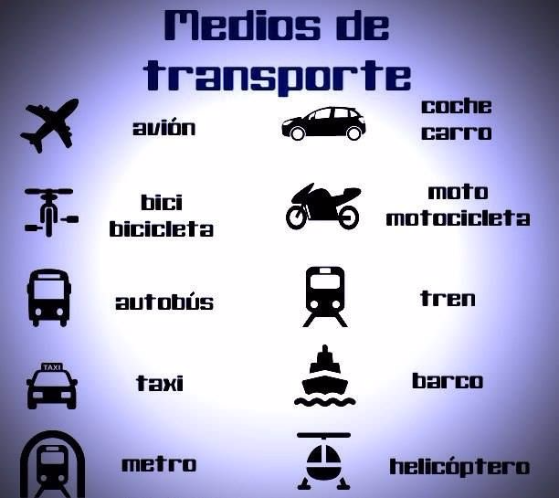 Medios de
transporte
avión
coche
carro
bici
bicicleta
moto
motocicleta
autobús
tren
TAXI
taxi
barco
metro
helicóptero